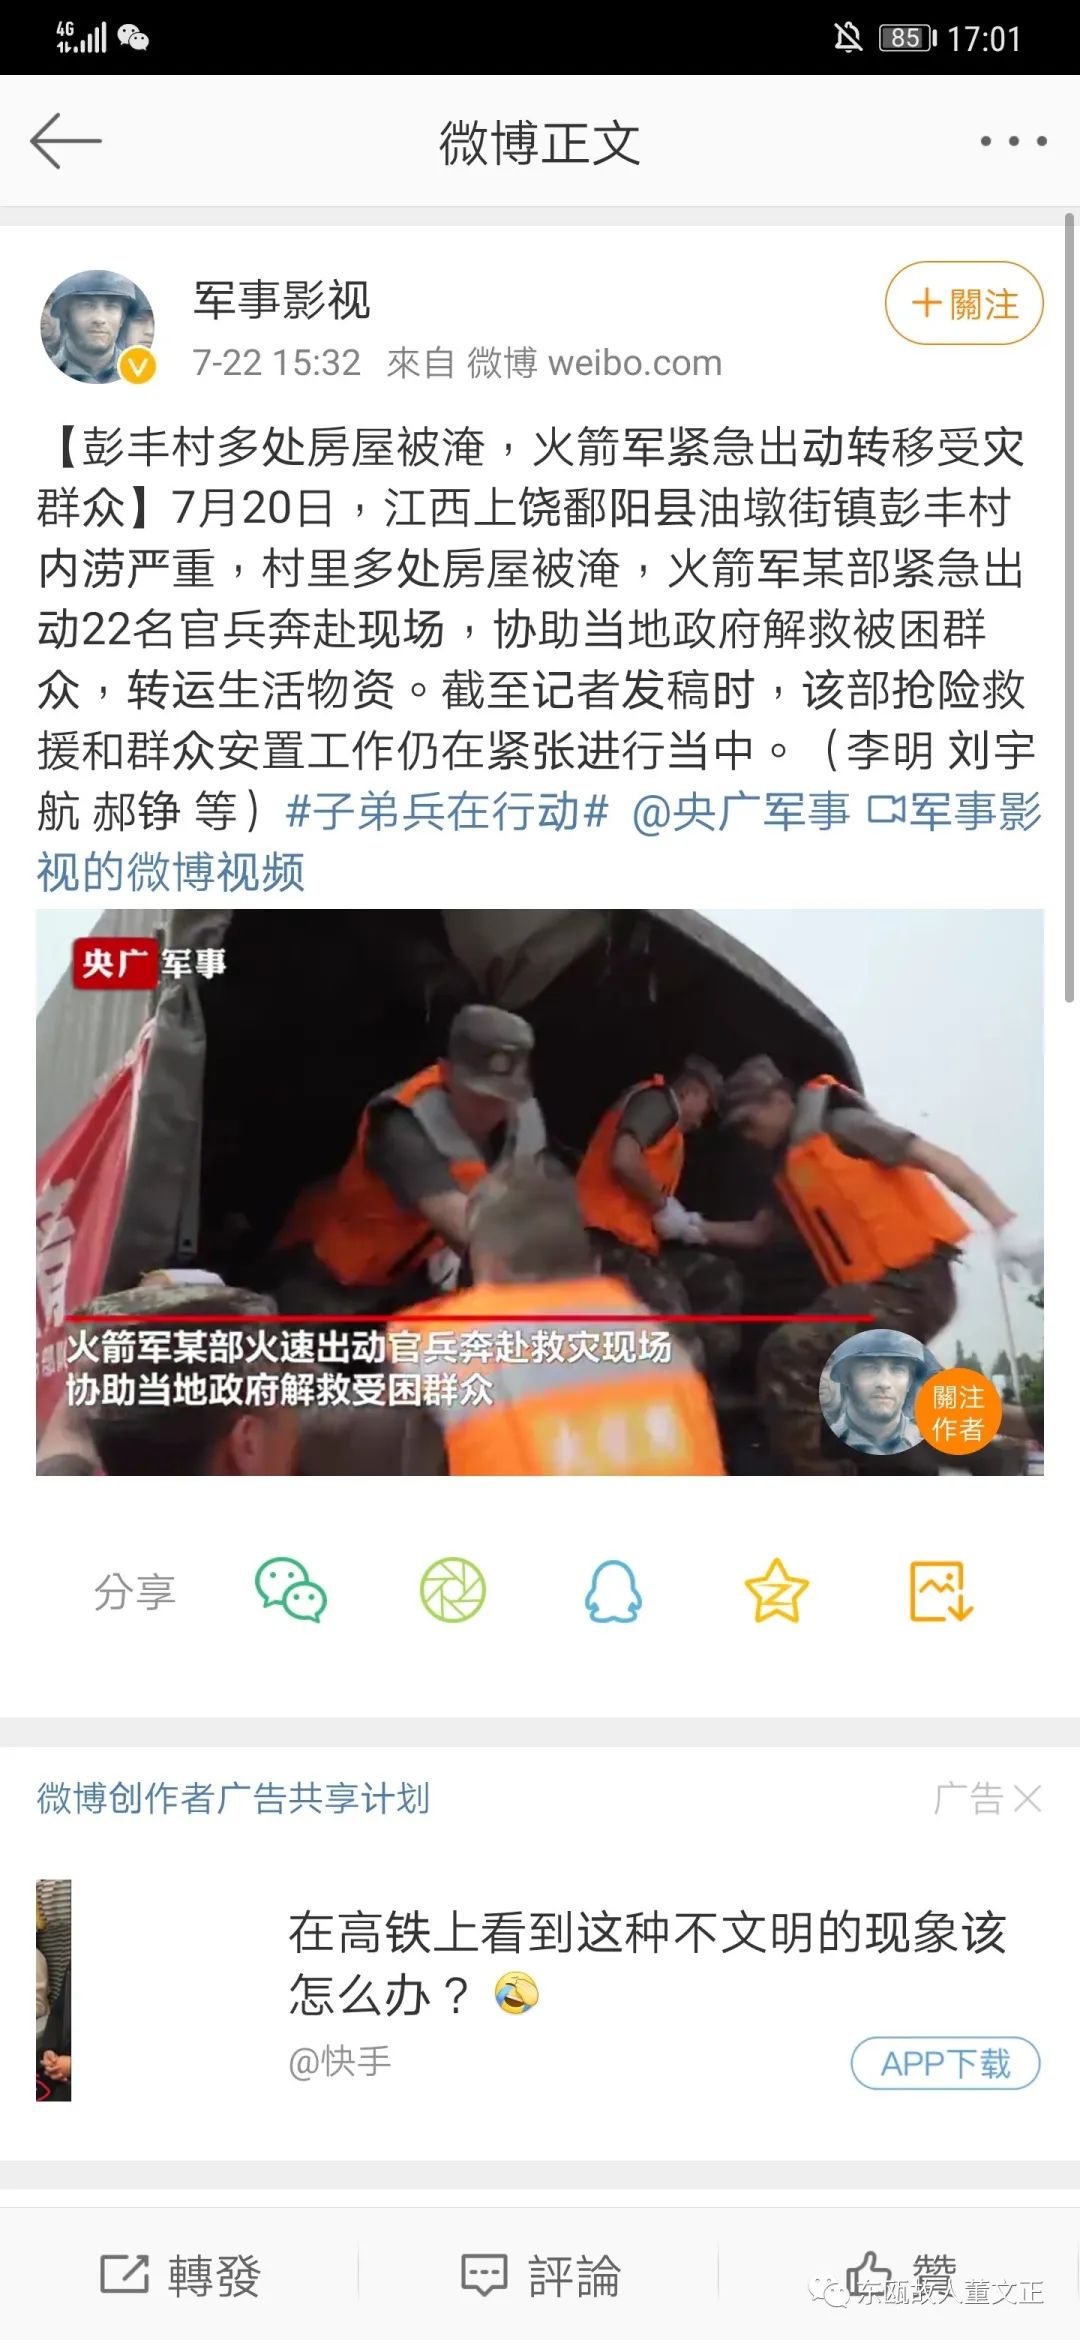 4G 85 17:01
微博正文
军事影视
+關注
7-22 15:32 來自 微博 weibo.com
【彭丰村多处房屋被淹，火箭军紧急出动转移受灾
群众】7月20日，江西上饶鄱阳县油墩街镇彭丰村
内涝严重，村里多处房屋被淹，火箭军某部紧急出
动22名官兵奔赴现场，协助当地政府解救被困群
众，转运生活物资。截至记者发稿时，该部抢险救
援和群众安置工作仍在紧张进行当中。（李明 刘宇
航 郝铮 等）#子弟兵在行动# @央广军事 军事影
视的微博视频
央广军事
火箭军某部火速出动官兵奔赴救灾现场
协助当地政府解救受困群众
關注
作者
分享
微博创作者广告共享计划
广告
在高铁上看到这种不文明的现象该
怎么办？
@快手
APP下载
轉發
評論
贊
东瓯故人董文正